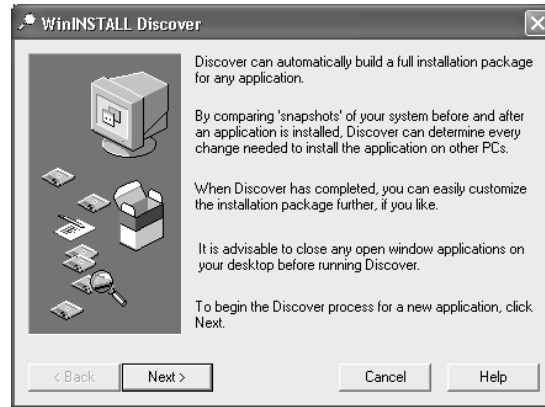 WinINSTALL Discover
Discover can automatically build a full installation package
for any application.
By comparing 'snapshots' of your system before and after
an application is installed, Discover can determine every
change needed to install the application on other PCs.
When Discover has completed, you can easily customize
the installation package further, if you like.
It is advisable to close any open window applications on
your desktop before running Discover.
To begin the Discover process for a new application, click
Next.
< Back
Next >
Cancel
Help